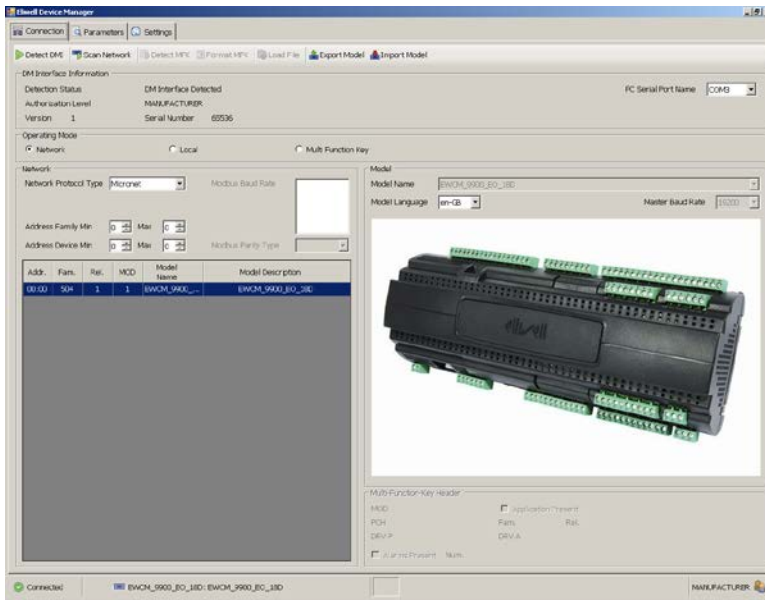 Eliwell Device Manager
Connection Parameters Settings
Detect DMI Scan Network Detect MFK Format MFK Load File Export Model Import Model
DM Interface Information
Detection Status DM Interface Detected PC Serial Port Name COM3
Authorisation Level MANUFACTURER
Version 1 Serial Number 65536
Operating Mode
Network Local Multi Function Key
Network Model
Network Protocol Type Micronet Modbus Baud Rate Model Name EWCM_9900_EO_18D
Model Language en-GB Master Baud Rate 19200
Address Family Min 0 Max 0
Address Device Min 0 Max 0 Modbus Parity Type
Addr. Fam. Rel. MOD Model Name Model Description
00:00 504 1 1 EWCM_9900_... EWCM_9900_EO_18D
eliwell
Multi-Function-Key Header
MOD Application Present
PCH Fam. Rel.
DRV-P DRV-A
Alarms Present Num.
Connected EWCM_9900_EO_18D: EWCM_9900_EO_18D MANUFACTURER